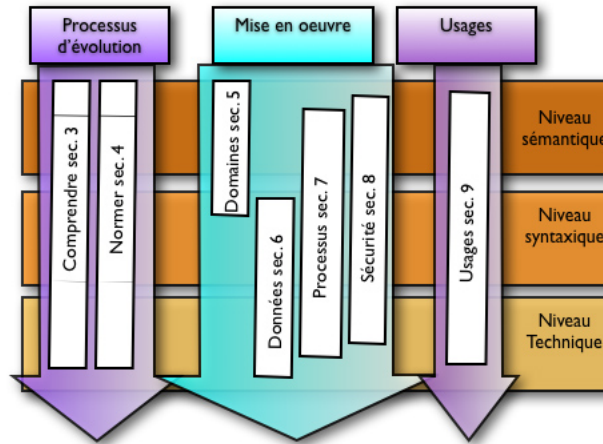 Processus
d'évolution
Mise en oeuvre
Usages
Comprendre sec. 3
Normer sec. 4
Domaines sec. 5
Données sec. 6
Processus sec. 7
Sécurité sec. 8
Usages sec. 9
Niveau
sémantique
Niveau
syntaxique
Niveau
Technique